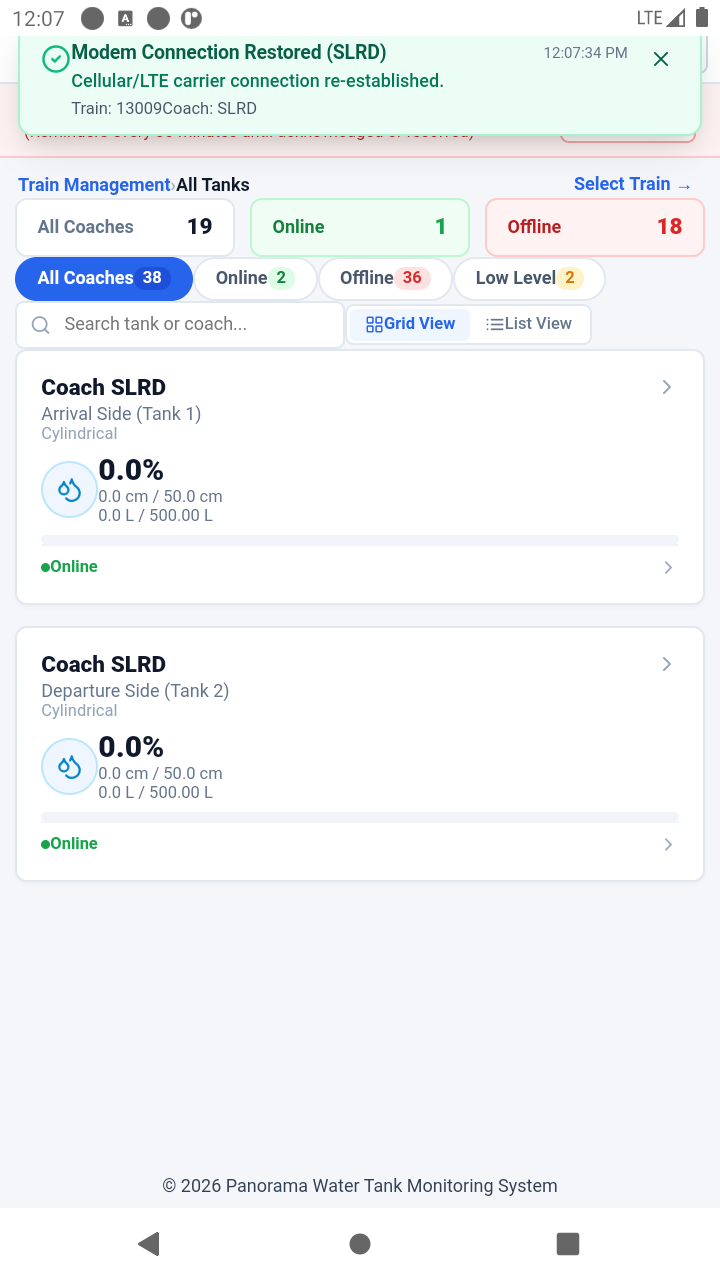 12:07
LTE
Modem Connection Restored (SLRD)
12:07:34 PM
Cellular/LTE carrier connection re-established.
Train: 13009Coach: SLRD
Train Management›All Tanks
Select Train →
All Coaches 19
Online 1
Offline 18
All Coaches 38
Online 2
Offline 36
Low Level 2
Search tank or coach...
Grid View
List View
Coach SLRD
Arrival Side (Tank 1)
Cylindrical
0.0%
0.0 cm / 50.0 cm
0.0 L / 500.00 L
Online
Coach SLRD
Departure Side (Tank 2)
Cylindrical
0.0%
0.0 cm / 50.0 cm
0.0 L / 500.00 L
Online
© 2026 Panorama Water Tank Monitoring System